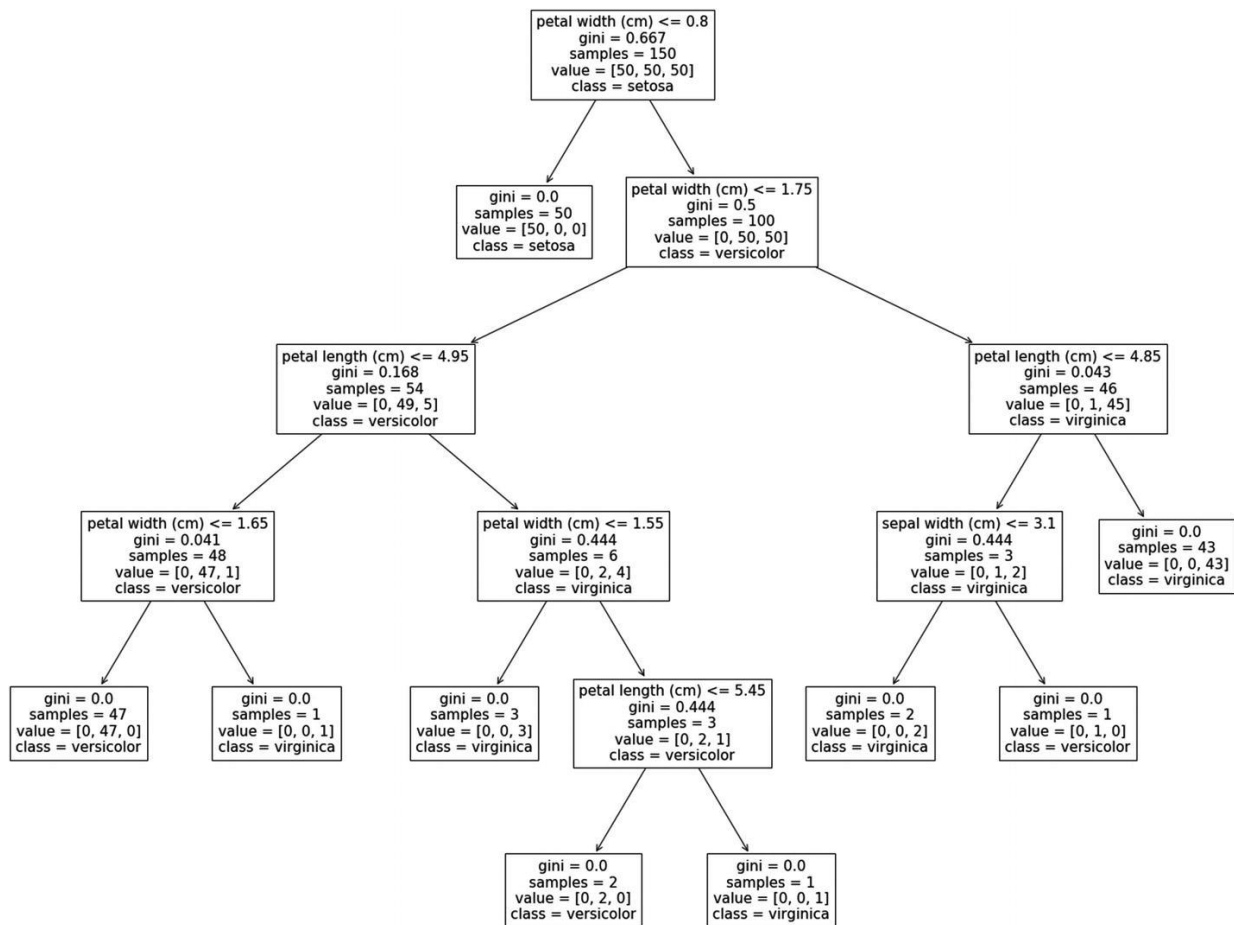 petal width (cm) <= 0.8
gini = 0.667
samples = 150
value = [50, 50, 50]
class = setosa
gini = 0.0
samples = 50
value = [50, 0, 0]
class = setosa
petal width (cm) <= 1.75
gini = 0.5
samples = 100
value = [0, 50, 50]
class = versicolor
petal length (cm) <= 4.95
gini = 0.168
samples = 54
value = [0, 49, 5]
class = versicolor
petal length (cm) <= 4.85
gini = 0.043
samples = 46
value = [0, 1, 45]
class = virginica
petal width (cm) <= 1.65
gini = 0.041
samples = 48
value = [0, 47, 1]
class = versicolor
petal width (cm) <= 1.55
gini = 0.444
samples = 6
value = [0, 2, 4]
class = virginica
sepal width (cm) <= 3.1
gini = 0.444
samples = 3
value = [0, 1, 2]
class = virginica
gini = 0.0
samples = 43
value = [0, 0, 43]
class = virginica
gini = 0.0
samples = 47
value = [0, 47, 0]
class = versicolor
gini = 0.0
samples = 1
value = [0, 0, 1]
class = virginica
gini = 0.0
samples = 3
value = [0, 0, 3]
class = virginica
petal length (cm) <= 5.45
gini = 0.444
samples = 3
value = [0, 2, 1]
class = versicolor
gini = 0.0
samples = 2
value = [0, 0, 2]
class = virginica
gini = 0.0
samples = 1
value = [0, 1, 0]
class = versicolor
gini = 0.0
samples = 2
value = [0, 2, 0]
class = versicolor
gini = 0.0
samples = 1
value = [0, 0, 1]
class = virginica